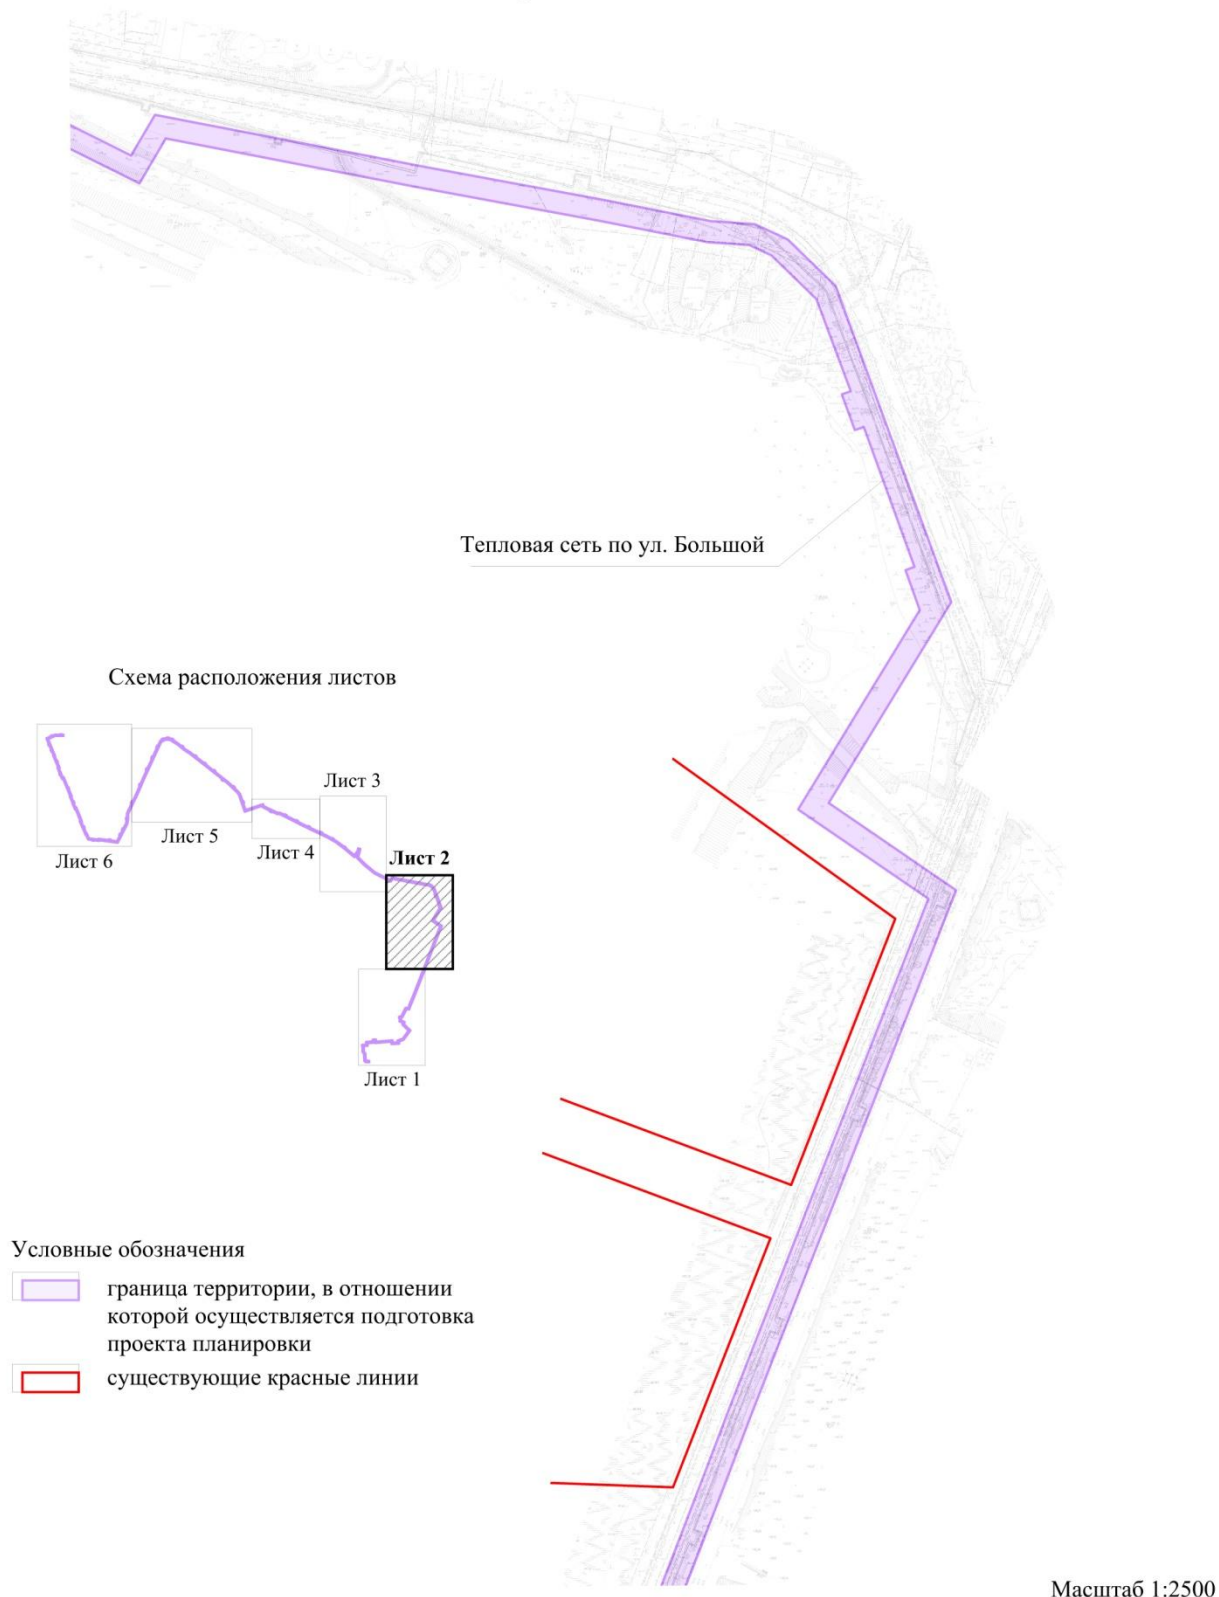 Тепловая сеть по ул. Большой
Схема расположения листов
Лист 3
Лист 5
Лист 4
Лист 6
Лист 2
Лист 1
Условные обозначения
граница территории, в отношении
которой осуществляется подготовка
проекта планировки
существующие красные линии
Масштаб 1:2500